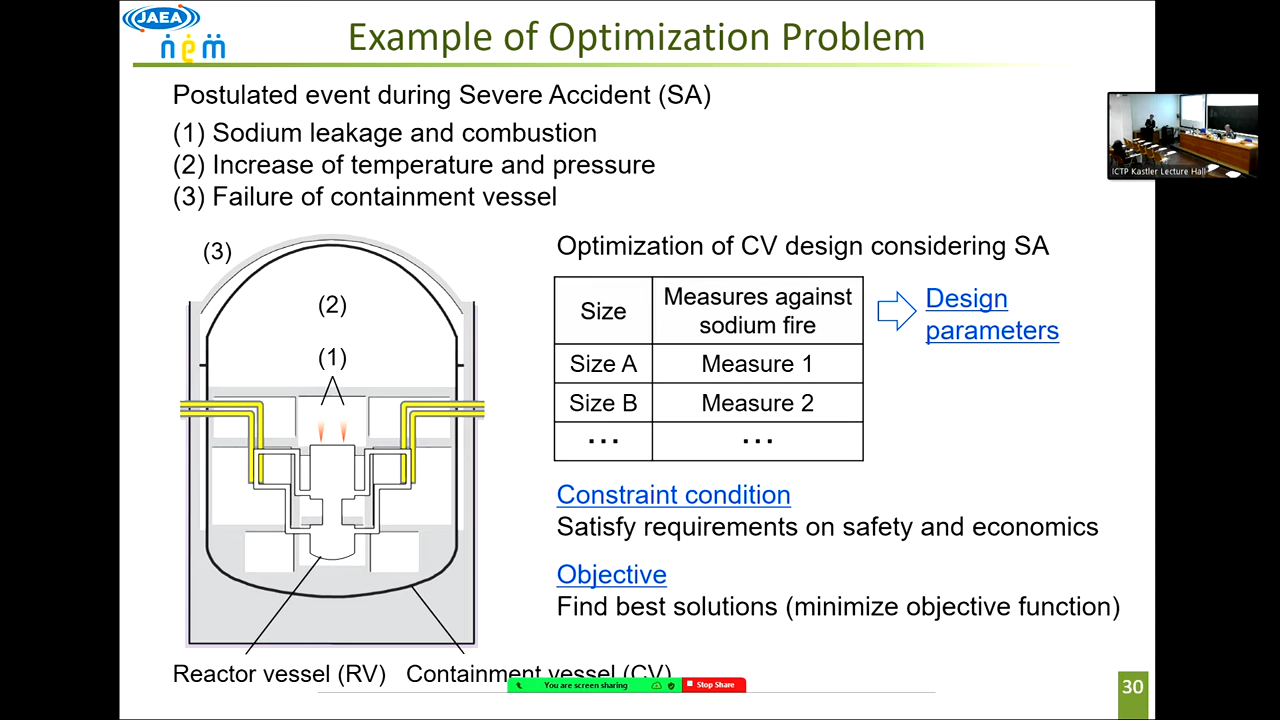 JAEA
Example of Optimization Problem
Postulated event during Severe Accident (SA)
(1) Sodium leakage and combustion
(2) Increase of temperature and pressure
(3) Failure of containment vessel
ICTP Kastler Lecture Hall
(3)
(2)
(1)
Reactor vessel (RV)
Containment vessel (CV)
Optimization of CV design considering SA
Size
Measures against
sodium fire
Size A
Measure 1
Size B
Measure 2
...
...
Design
parameters
Constraint condition
Satisfy requirements on safety and economics
Objective
Find best solutions (minimize objective function)
You are screen sharing
Stop Share
30